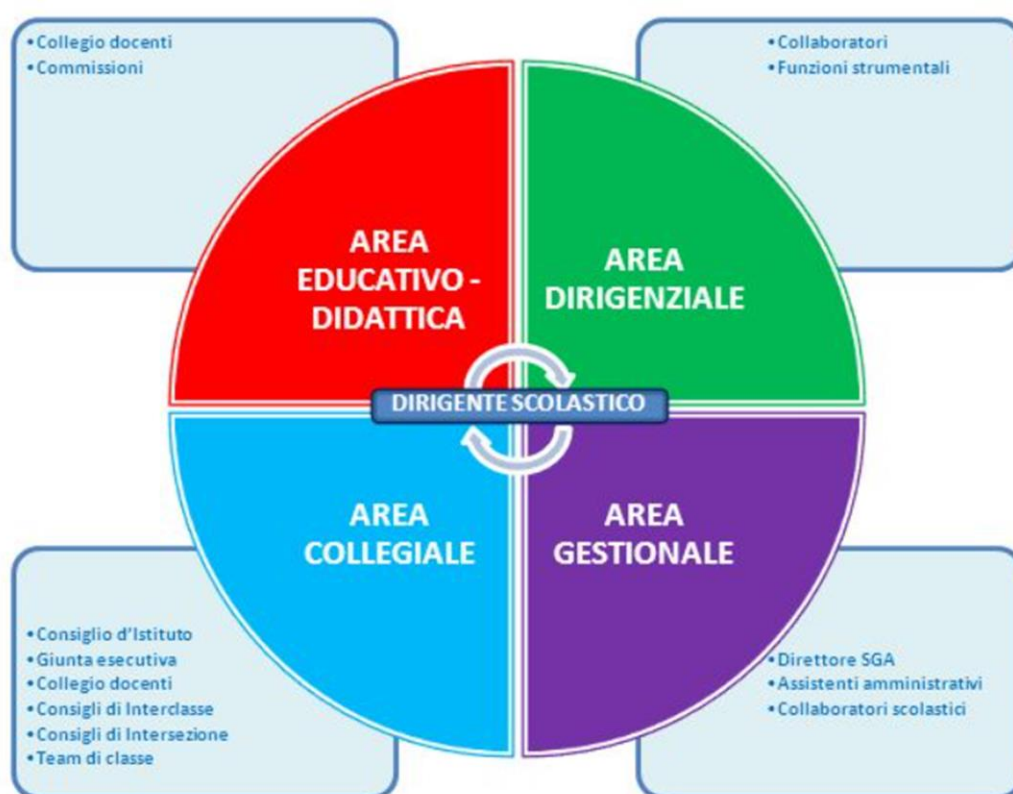 • Collegio docenti
• Commissioni
• Collaboratori
• Funzioni strumentali
AREA
EDUCATIVO -
DIDATTICA
AREA
DIRIGENZIALE
DIRIGENTE SCOLASTICO
AREA
COLLEGIALE
AREA
GESTIONALE
• Consiglio d'Istituto
• Giunta esecutiva
• Collegio docenti
• Consigli di Interclasse
• Consigli di Intersezione
• Team di classe
• Direttore SGA
• Assistenti amministrativi
• Collaboratori scolastici